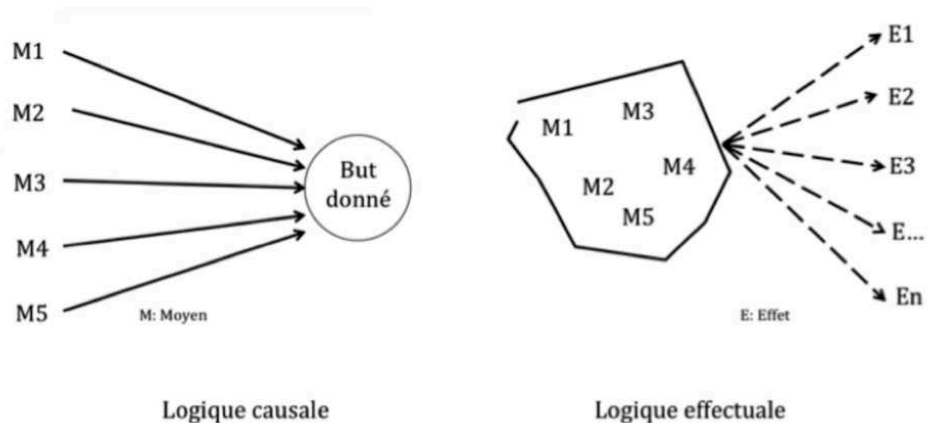 M1
M2
M3
M4
M5
But
donné
M: Moyen
Logique causale
M1
M3
M4
M2
M5
E1
E2
E3
E...
En
E: Effet
Logique effectuale